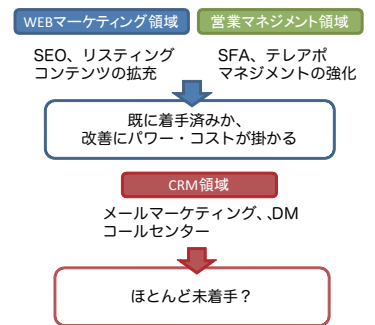 WEBマーケティング領域
営業マネジメント領域
SEO、リスティング
コンテンツの拡充
SFA、テレアポ
マネジメントの強化
既に着手済みか、
改善にパワー・コストが掛かる
CRM領域
メールマーケティング、、DM
コールセンター
ほとんど未着手？